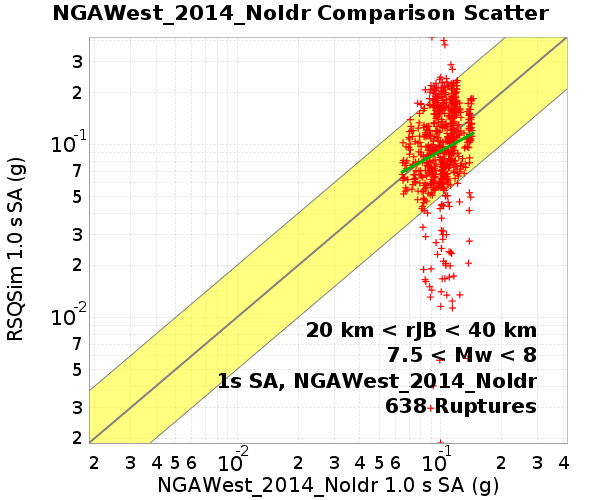 NGAWest_2014_NoIdr Comparison Scatter
RSQSim 1.0 s SA (g)
3
2
10-1
7
5
3
2
10-2
7
5
3
2
20 km < rJB < 40 km
7.5 < Mw < 8
1s SA, NGAWest_2014_NoIdr
638 Ruptures
2 3 4 5 6 10-2 2 3 4 5 6 10-1 2 3 4
NGAWest_2014_NoIdr 1.0 s SA (g)